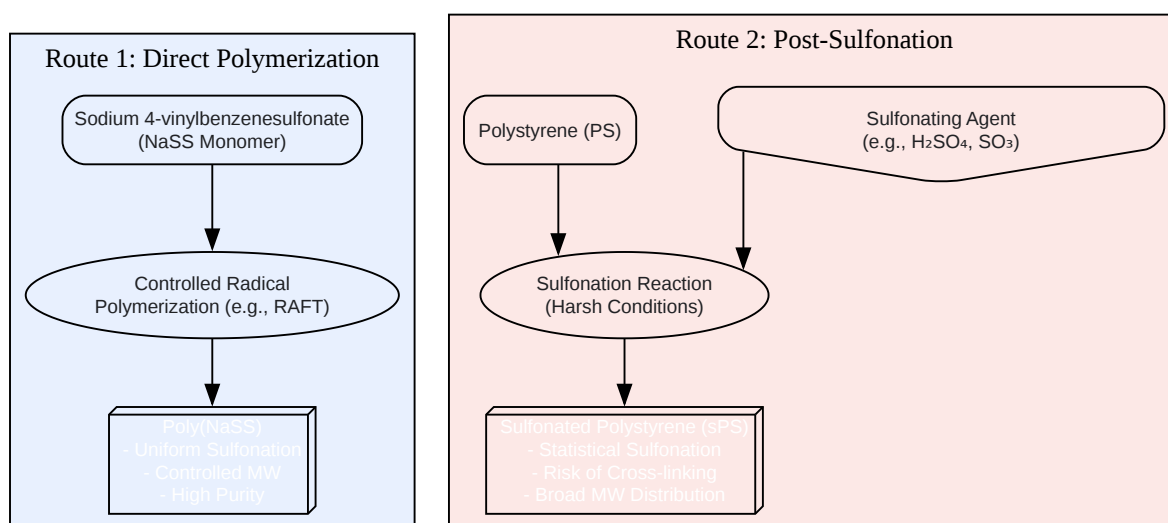 Route 1: Direct Polymerization
Sodium 4-vinylbenzenesulfonate
(NaSS Monomer)
Controlled Radical
Polymerization (e.g., RAFT)
Poly(NaSS)
- Uniform Sulfonation
- Controlled MW
- High Purity
Route 2: Post-Sulfonation
Polystyrene (PS)
Sulfonating Agent
(e.g., H₂SO₄, SO₃)
Sulfonation Reaction
(Harsh Conditions)
Sulfonated Polystyrene (sPS)
- Statistical Sulfonation
- Risk of Cross-linking
- Broad MW Distribution